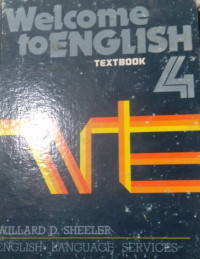 Welcome
to ENGLISH
TEXTBOOK
4
WILLARD D. SHEELER
ENGLISH LANGUAGE SERVICES